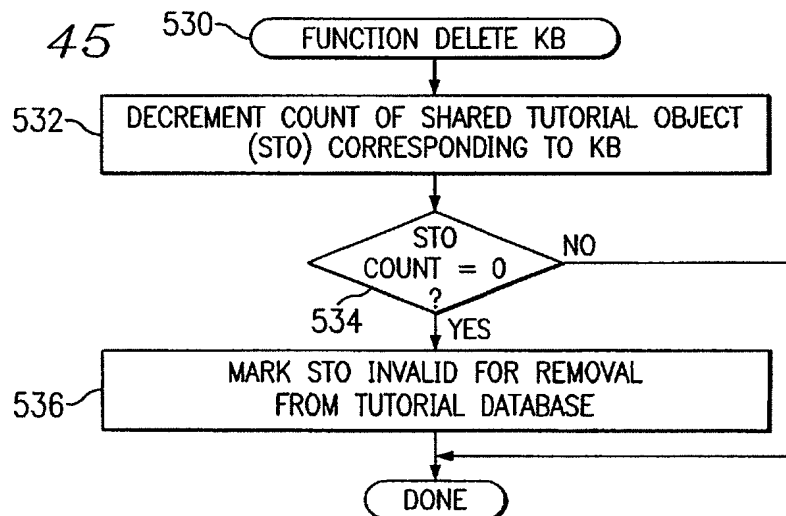 45
530
FUNCTION DELETE KB
532
DECREMENT COUNT OF SHARED TUTORIAL OBJECT
(STO) CORRESPONDING TO KB
STO
COUNT = 0
?
534
NO
YES
536
MARK STO INVALID FOR REMOVAL
FROM TUTORIAL DATABASE
DONE